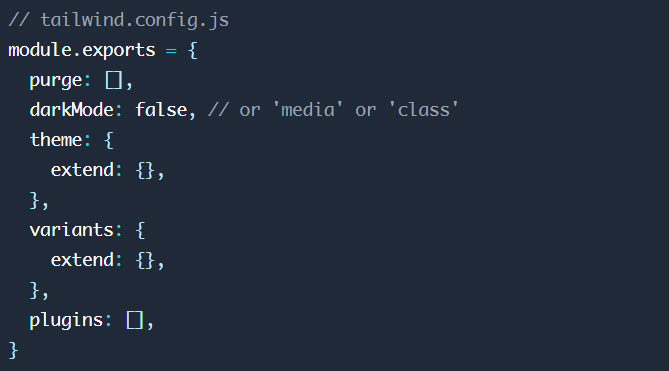 // tailwind.config.js
module.exports = {
  purge: [],
  darkMode: false, // or 'media' or 'class'
  theme: {
    extend: {},
  },
  variants: {
    extend: {},
  },
  plugins: [],
}